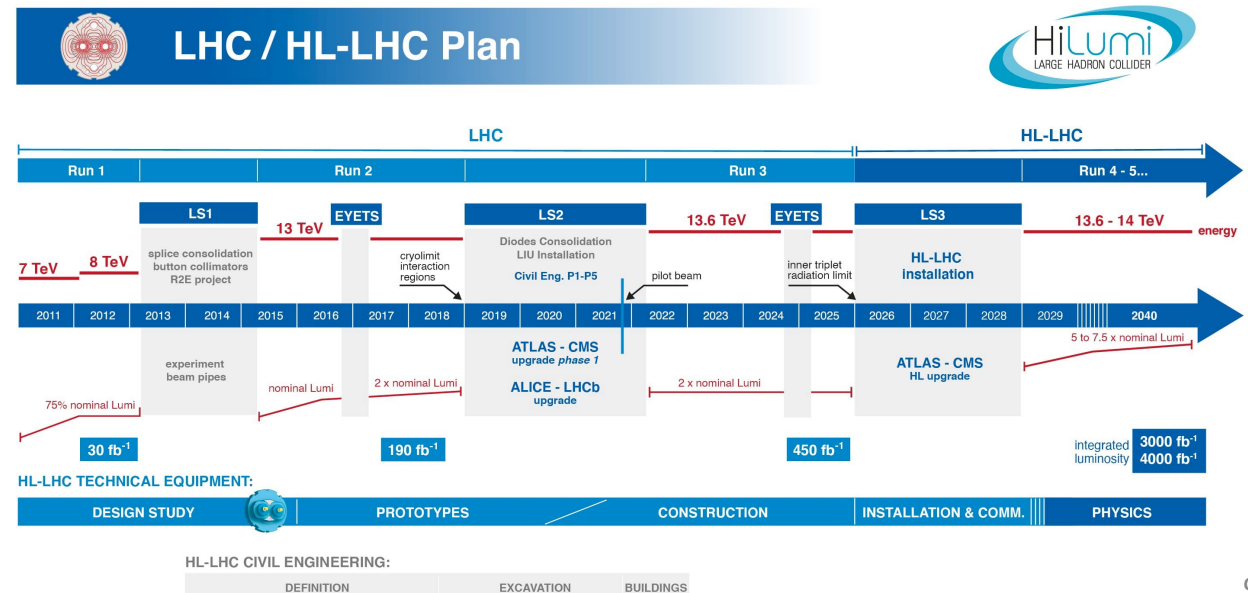 LHC / HL-LHC Plan
HiLumi
LARGE HADRON COLLIDER
LHC
HL-LHC
Run 1
Run 2
Run 3
Run 4 - 5...
LS1
EYETS
LS2
EYETS
LS3
13 TeV
13.6 TeV
13.6 - 14 TeV
energy
7 TeV
8 TeV
splice consolidation
button collimators
R2E project
cryolimit
interaction
regions
Diodes Consolidation
LIU Installation
Civil Eng. P1-P5
pilot beam
inner triplet
radiation limit
HL-LHC
installation
2011 2012 2013 2014 2015 2016 2017 2018 2019 2020 2021 2022 2023 2024 2025 2026 2027 2028 2029 2040
5 to 7.5 x nominal Lumi
experiment
beam pipes
ATLAS - CMS
upgrade phase 1
ALICE - LHCb
upgrade
ATLAS - CMS
HL upgrade
75% nominal Lumi
nominal Lumi
2 x nominal Lumi
2 x nominal Lumi
30 fb⁻¹
190 fb⁻¹
450 fb⁻¹
integrated
luminosity
3000 fb⁻¹
4000 fb⁻¹
HL-LHC TECHNICAL EQUIPMENT:
DESIGN STUDY
PROTOTYPES
CONSTRUCTION
INSTALLATION & COMM.
PHYSICS
HL-LHC CIVIL ENGINEERING:
DEFINITION
EXCAVATION
BUILDINGS